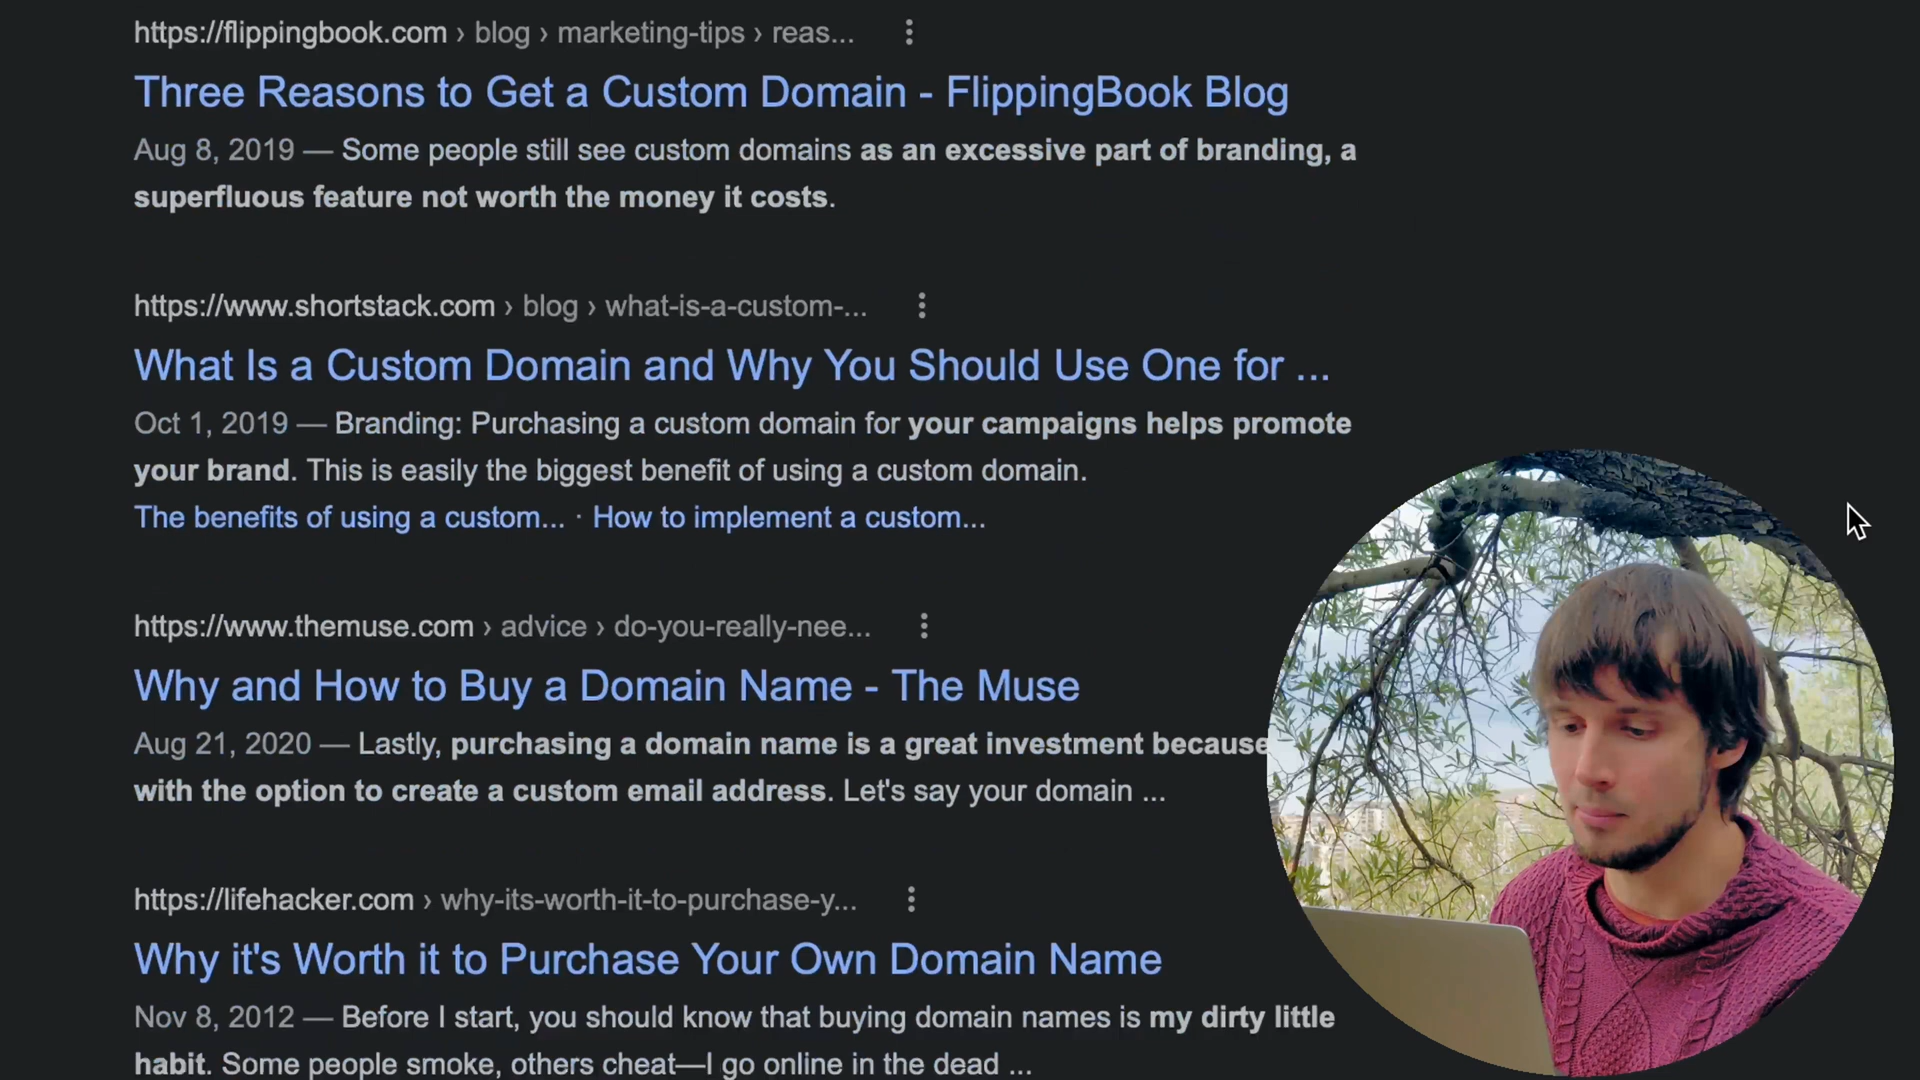 https://flippingbook.com › blog › marketing-tips › reas...
Three Reasons to Get a Custom Domain - FlippingBook Blog
Aug 8, 2019 — Some people still see custom domains as an excessive part of branding, a
superfluous feature not worth the money it costs.
https://www.shortstack.com › blog › what-is-a-custom-...
What Is a Custom Domain and Why You Should Use One for ...
Oct 1, 2019 — Branding: Purchasing a custom domain for your campaigns helps promote
your brand. This is easily the biggest benefit of using a custom domain.
The benefits of using a custom... · How to implement a custom...
https://www.themuse.com › advice › do-you-really-nee...
Why and How to Buy a Domain Name - The Muse
Aug 21, 2020 — Lastly, purchasing a domain name is a great investment because
with the option to create a custom email address. Let's say your domain ...
https://lifehacker.com › why-its-worth-it-to-purchase-y...
Why it's Worth it to Purchase Your Own Domain Name
Nov 8, 2012 — Before I start, you should know that buying domain names is my dirty little
habit. Some people smoke, others cheat—I go online in the dead ...